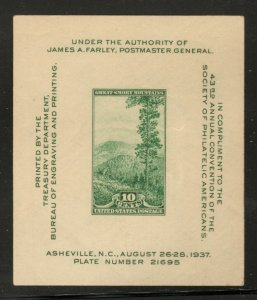 UNDER THE AUTHORITY OF
JAMES A. FARLEY, POSTMASTER GENERAL.
PRINTED BY THE
TREASURY DEPARTMENT,
BUREAU OF ENGRAVING AND PRINTING.
GREAT SMOKY MOUNTAINS
10
CENTS
UNITED STATES POSTAGE
IN COMPLIMENT TO THE
43RD ANNUAL CONVENTION OF THE
SOCIETY OF PHILATELIC AMERICANS.
ASHEVILLE, N.C., AUGUST 26-28, 1937.
PLATE NUMBER 21695